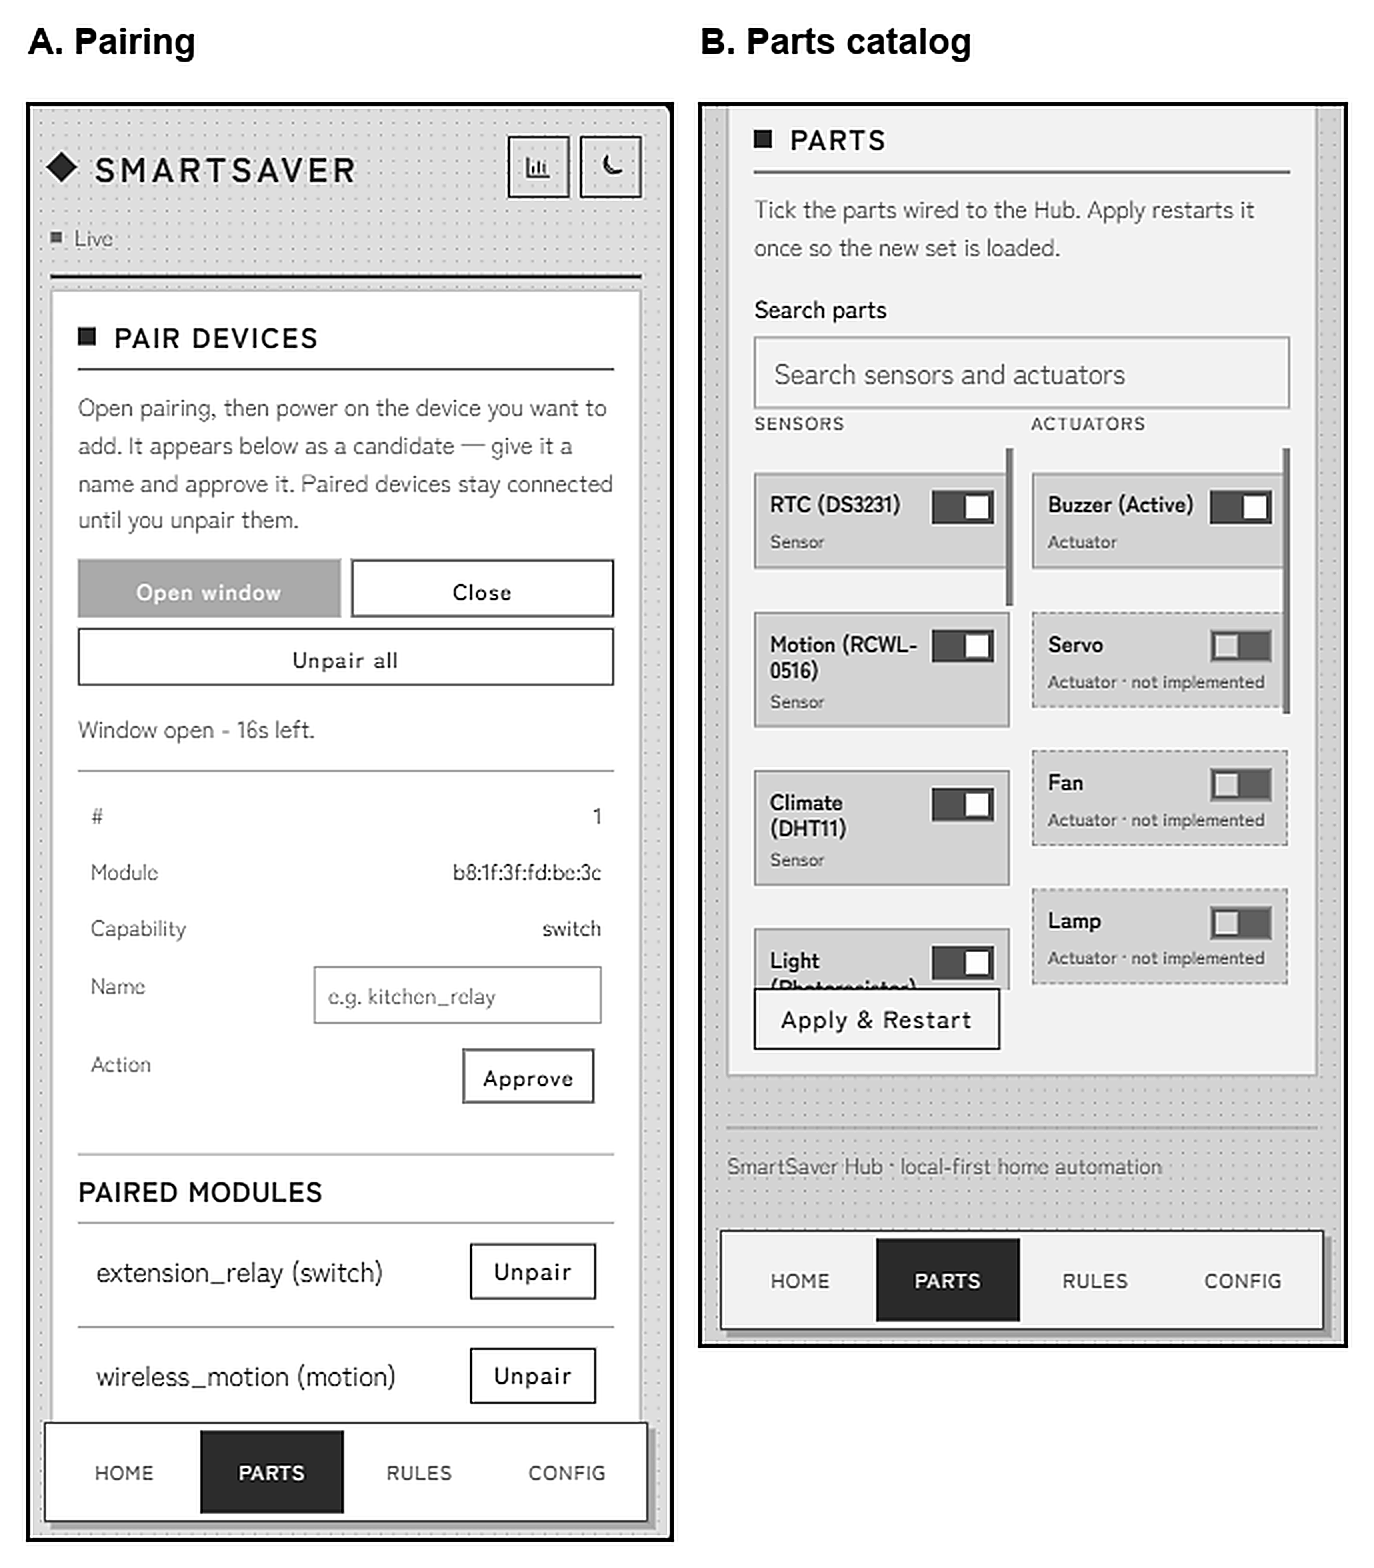 A. Pairing
SMARTSAVER
Live
PAIR DEVICES
Open pairing, then power on the device you want to
add. It appears below as a candidate — give it a
name and approve it. Paired devices stay connected
until you unpair them.
Open window
Close
Unpair all
Window open - 16s left.
# 1
Module b8:1f:3f:fd:be:3c
Capability switch
Name e.g. kitchen_relay
Action Approve
PAIRED MODULES
extension_relay (switch) Unpair
wireless_motion (motion) Unpair
HOME PARTS RULES CONFIG
B. Parts catalog
PARTS
Tick the parts wired to the Hub. Apply restarts it
once so the new set is loaded.
Search parts
Search sensors and actuators
SENSORS
RTC (DS3231)
Sensor
Motion (RCWL-
0516)
Sensor
Climate
(DHT11)
Sensor
Light
(Photoresistor)
ACTUATORS
Buzzer (Active)
Actuator
Servo
Actuator · not implemented
Fan
Actuator · not implemented
Lamp
Actuator · not implemented
Apply & Restart
SmartSaver Hub · local-first home automation
HOME PARTS RULES CONFIG